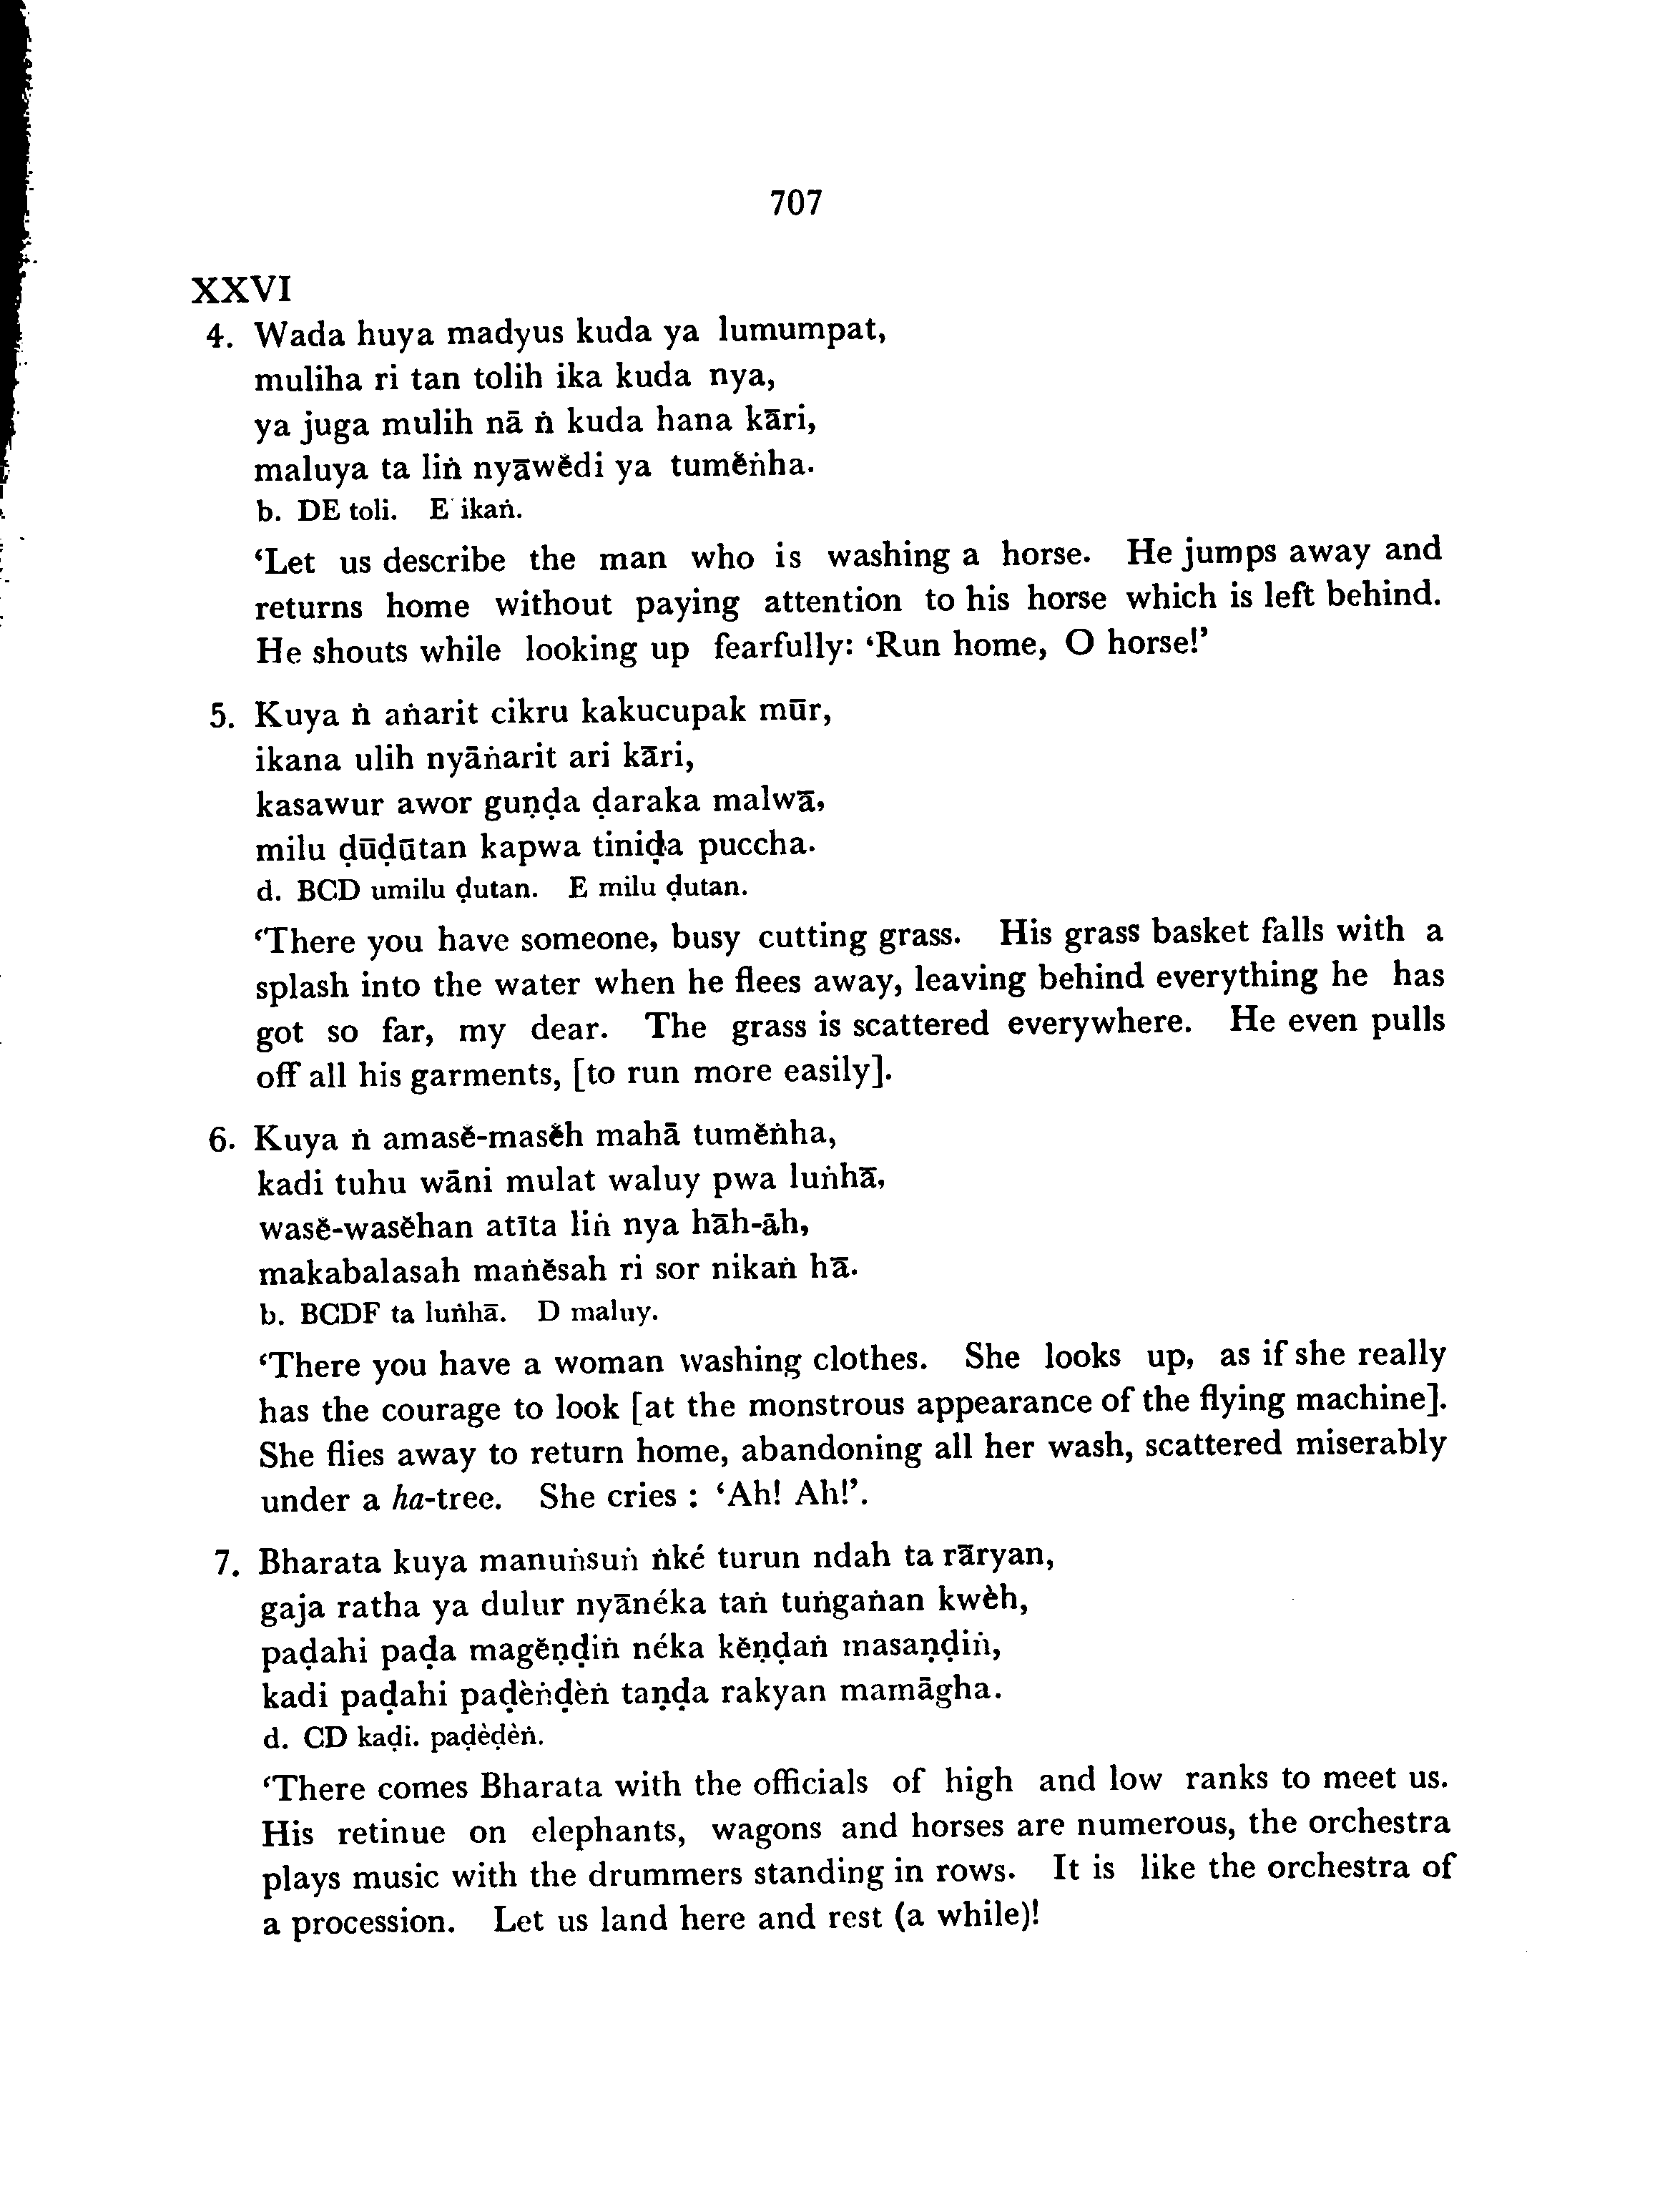 707
XXVI
4. Wada huya madyus kuda ya lumumpat,
muliha ri tan tolih ika kuda nya,
ya juga mulih nā ṅ kuda hana kāri,
maluya ta liṅ nyāwĕdi ya tumĕṅha.
b. DE toli. E ikaṅ.
‘Let us describe the man who is washing a horse. He jumps away and
returns home without paying attention to his horse which is left behind.
He shouts while looking up fearfully: ‘Run home, O horse!’
5. Kuya ṅ aṅarit cikru kakucupak mūr,
ikana ulih nyāṅarit ari kāri,
kasawur awor guṇḍa ḍaraka malwā,
milu ḍūḍūtan kapwa tiniḍa puccha.
d. BCD umilu ḍutan. E milu ḍutan.
‘There you have someone, busy cutting grass. His grass basket falls with a
splash into the water when he flees away, leaving behind everything he has
got so far, my dear. The grass is scattered everywhere. He even pulls
off all his garments, [to run more easily].
6. Kuya ṅ amasĕ-masĕh mahā tumĕṅha,
kadi tuhu wāni mulat waluy pwa luṅhā,
wasĕ-wasĕhan atīta liṅ nya hāh-āh,
makabalasah maṅĕsah ri sor nikaṅ hā.
b. BCDF ta luṅhā. D maluy.
‘There you have a woman washing clothes. She looks up, as if she really
has the courage to look [at the monstrous appearance of the flying machine].
She flies away to return home, abandoning all her wash, scattered miserably
under a ha-tree. She cries : ‘Ah! Ah!’.
7. Bharata kuya manuṅsuṅ ṅké turun ndah ta rāryan,
gaja ratha ya dulur nyānéka taṅ tuṅgaṅan kwèh,
paḍahi paḍa magĕṇḍiṅ néka kĕṇḍaṅ masaṇḍiṅ,
kadi paḍahi paḍèṅḍèṅ taṇḍa rakyan mamāgha.
d. CD kaḍi. paḍèḍèṅ.
‘There comes Bharata with the officials of high and low ranks to meet us.
His retinue on elephants, wagons and horses are numerous, the orchestra
plays music with the drummers standing in rows. It is like the orchestra of
a procession. Let us land here and rest (a while)!